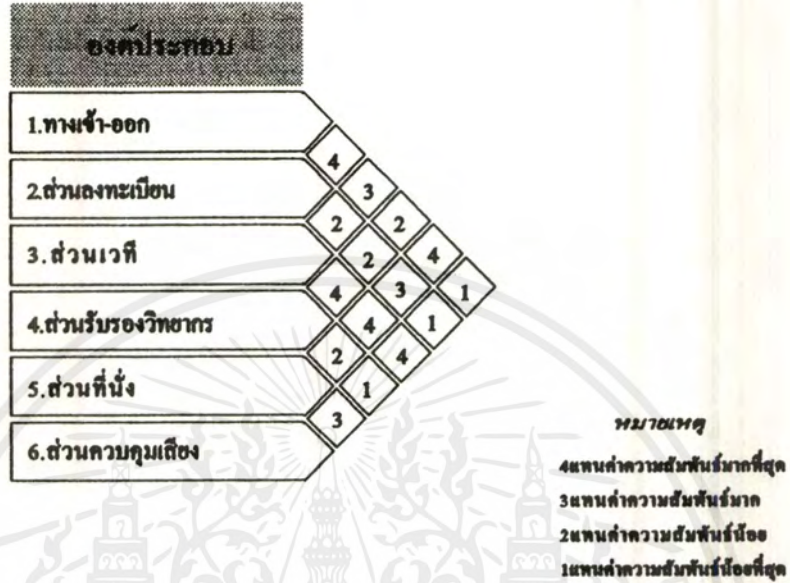 องค์ประกอบ
1.ทางเข้า-ออก
4
2.ส่วนลงทะเบียน
3
2
2
3.ส่วนเวที
2
4
4
3
1
4.ส่วนรับรองวิทยากร
4
1
2
4
5.ส่วนที่นั่ง
1
3
6.ส่วนควบคุมเสียง
หมายเหตุ
4แทนค่าความสัมพันธ์มากที่สุด
3แทนค่าความสัมพันธ์มาก
2แทนค่าความสัมพันธ์น้อย
1แทนค่าความสัมพันธ์น้อยที่สุด